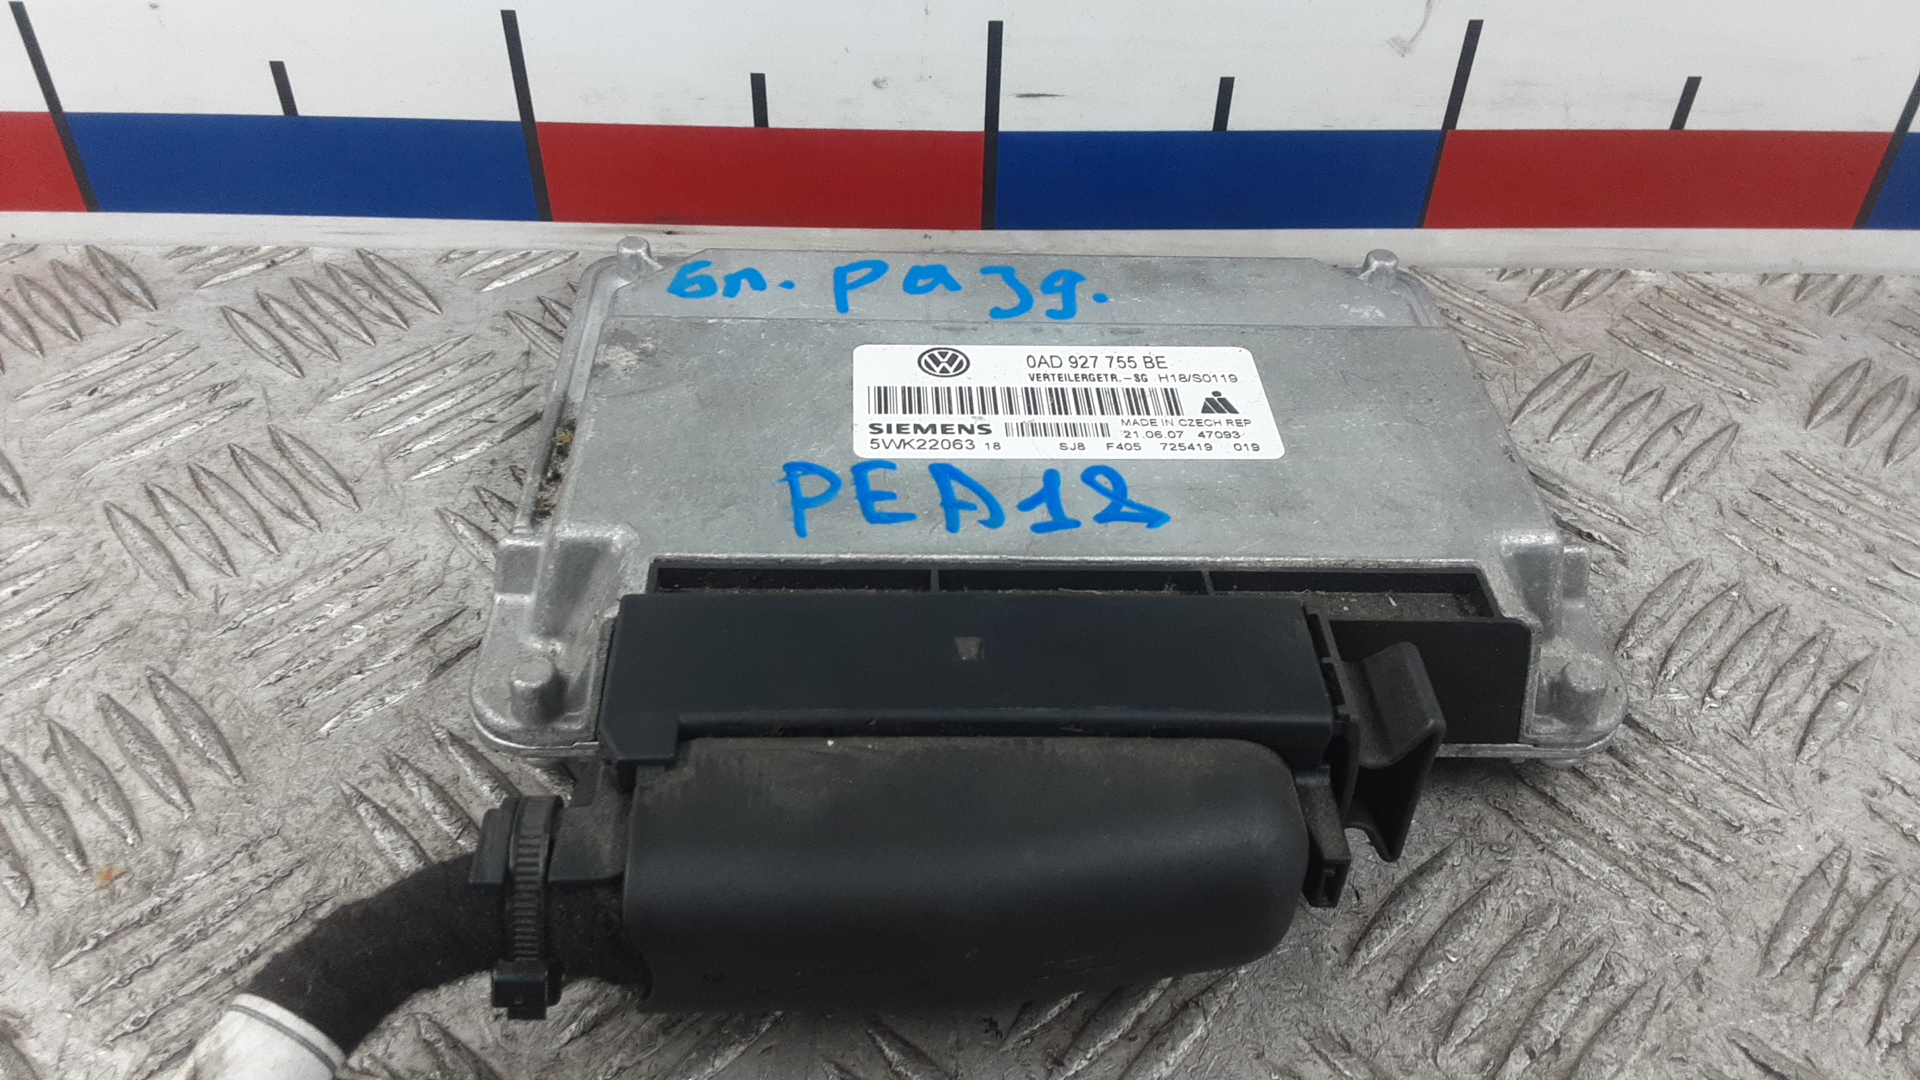 бл. разд.
VW
0AD 927 755 BE
VERTEILERGETR.-SG H18/S0119
SIEMENS
MADE IN CZECH REP
21.06.07 47093
5WK22063 18 SJ8 F405 725419 019
PEA12